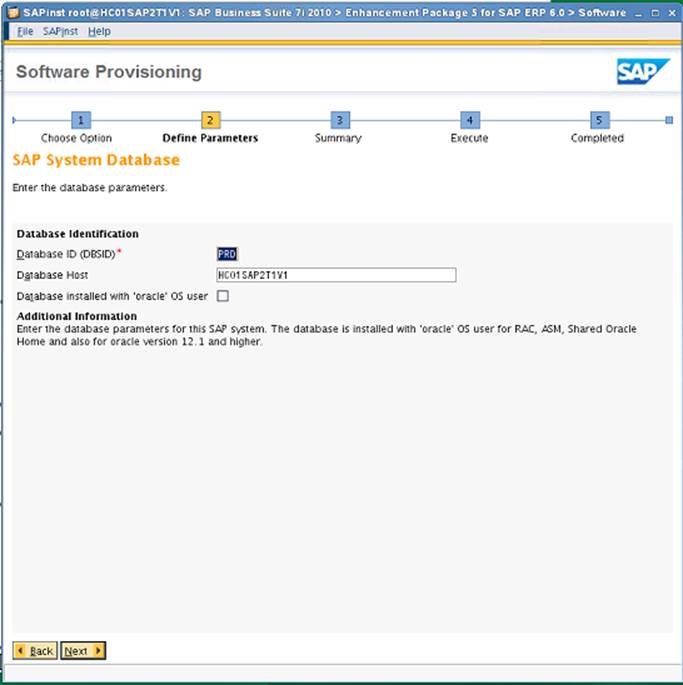 SAPinst root@HC01SAP2T1V1: SAP Business Suite 7i 2010 > Enhancement Package 5 for SAP ERP 6.0 > Software
File SAPinst Help
Software Provisioning
SAP
1 2 3 4 5
Choose Option Define Parameters Summary Execute Completed
SAP System Database
Enter the database parameters.
Database Identification
Database ID (DBSID)* PRD
Database Host HC01SAP2T1V1
Database installed with 'oracle' OS user
Additional Information
Enter the database parameters for this SAP system. The database is installed with 'oracle' OS user for RAC, ASM, Shared Oracle
Home and also for oracle version 12.1 and higher.
Back Next